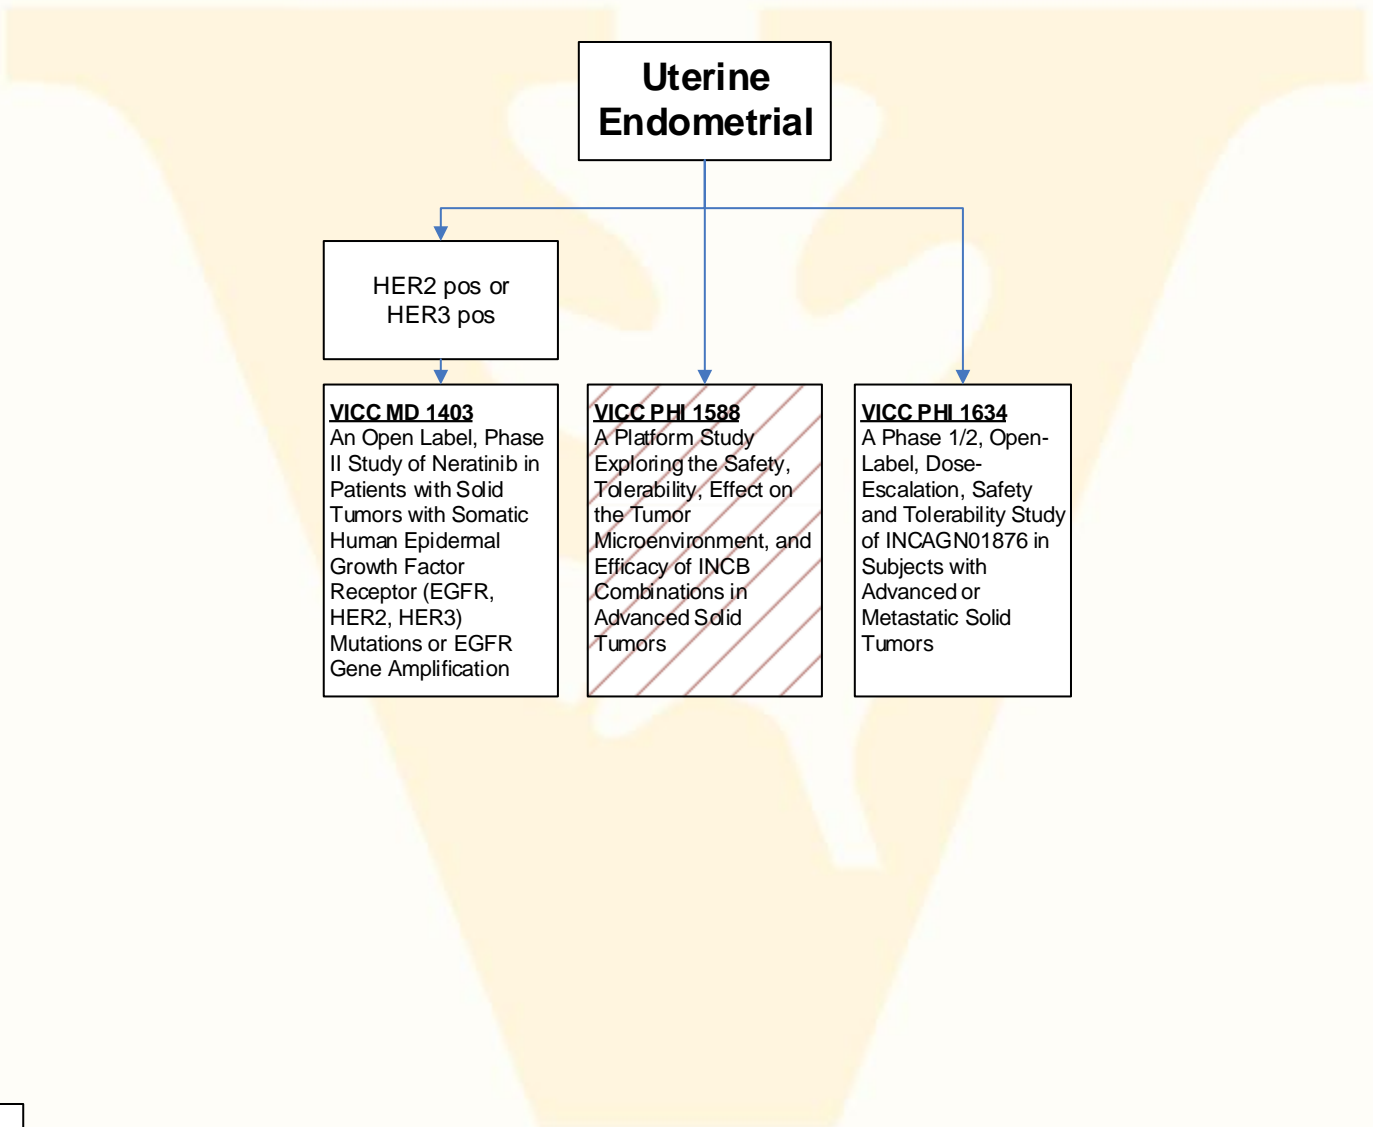 Uterine
Endometrial
HER2 pos or
HER3 pos
VICC MD 1403
An Open Label, Phase
II Study of Neratinib in
Patients with Solid
Tumors with Somatic
Human Epidermal
Growth Factor
Receptor (EGFR,
HER2, HER3)
Mutations or EGFR
Gene Amplification
VICC PHI 1588
A Platform Study
Exploring the Safety,
Tolerability, Effect on
the Tumor
Microenvironment, and
Efficacy of INCB
Combinations in
Advanced Solid
Tumors
VICC PHI 1634
A Phase 1/2, Open-
Label, Dose-
Escalation, Safety
and Tolerability Study
of INCAGN01876 in
Subjects with
Advanced or
Metastatic Solid
Tumors